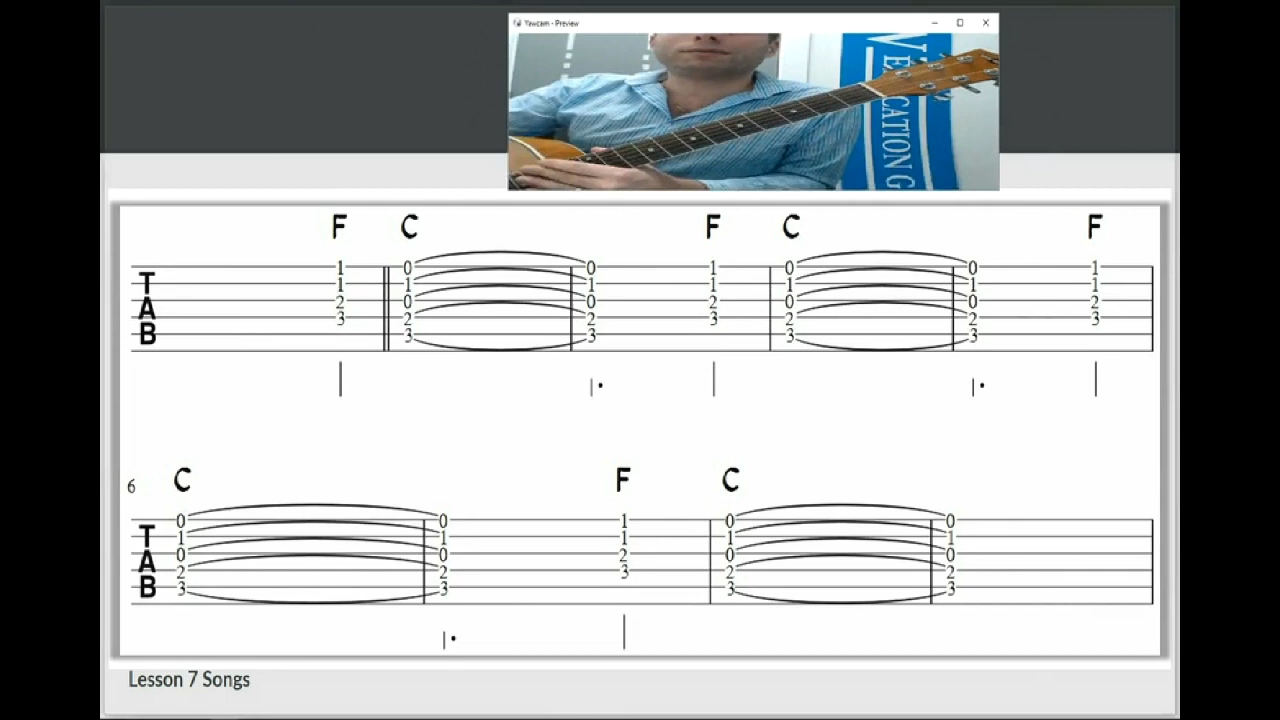 Yawcam - Preview
VE
CATION G
F C F C F
T
A
B
1 0 0 1 0 0 1
1 1 1 1 1 1 1
2 0 0 2 0 0 2
3 2 2 3 2 2 3
3 3 3 3
6 C F C
T
A
B
0 0 1 0 0
1 1 1 1 1
0 0 2 0 0
2 2 3 2 2
3 3 3 3
Lesson 7 Songs